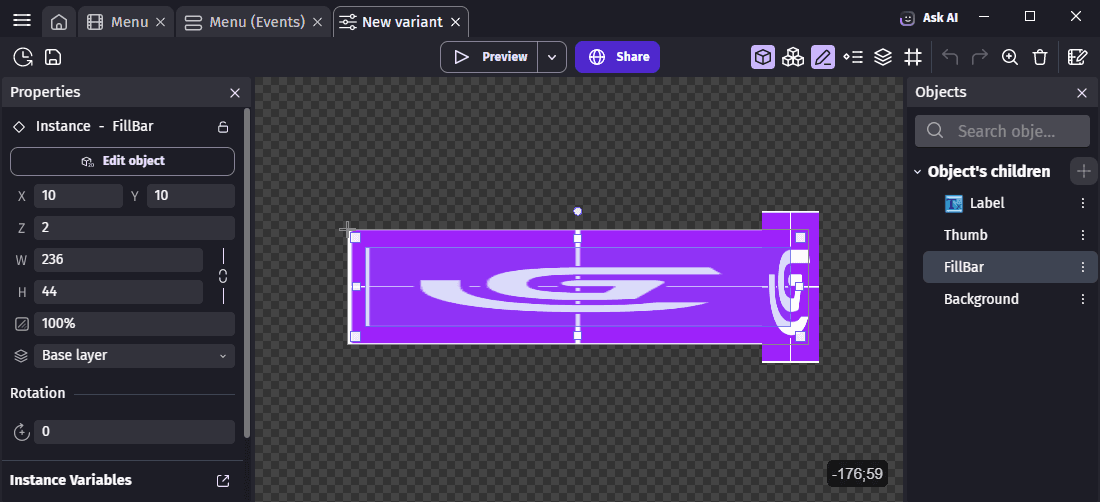 Menu
Menu (Events)
New variant
Ask AI
Preview
Share
Properties
Instance - FillBar
Edit object
X 10 Y 10
Z 2
W 236
H 44
100%
Base layer
Rotation
0
Instance Variables
-176;59
Objects
Search obje...
Object's children
Label
Thumb
FillBar
Background